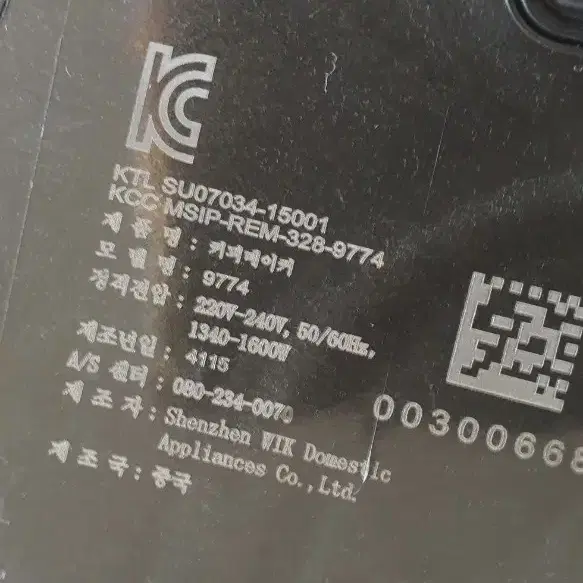 KC
KTL SU07034-15001
KCC MSIP-REM-328-9774
제 품 명 : 커피메이커
모 델 명 : 9774
정격전압 : 220V-240V, 50/60Hz,
1340-1600W
제조년일 : 4115
A/S 센터 : 080-234-0070
제 조 자 : Shenzhen WIK Domestic
Appliances Co.,Ltd.
제 조 국 : 중국
00300668